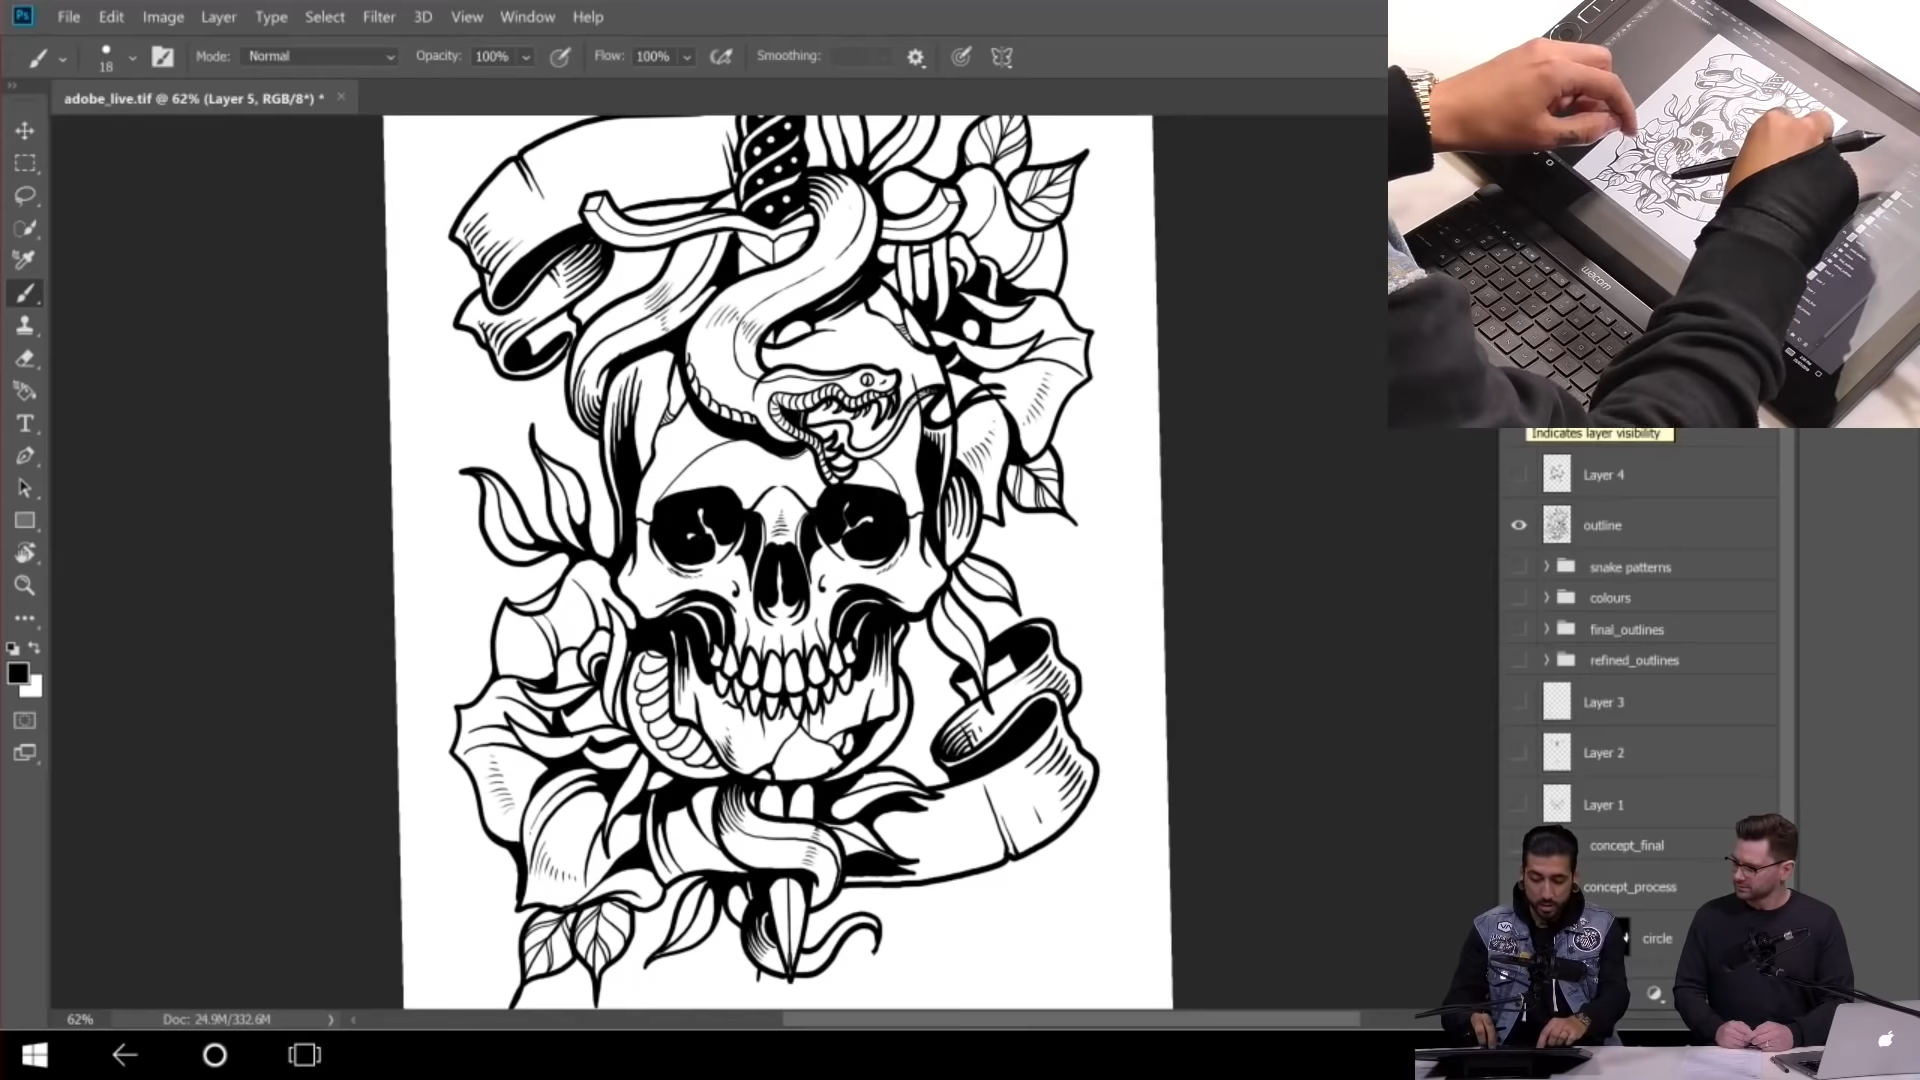 Ps File Edit Image Layer Type Select Filter 3D View Window Help
18 Mode: Normal Opacity: 100% Flow: 100% Smoothing:
adobe_live.tif @ 62% (Layer 5, RGB/8*) * ×
wacom
Indicates layer visibility
Layer 4
outline
snake patterns
colours
final_outlines
refined_outlines
Layer 3
Layer 2
Layer 1
concept_final
concept_process
circle
62% Doc: 24.9M/332.6M